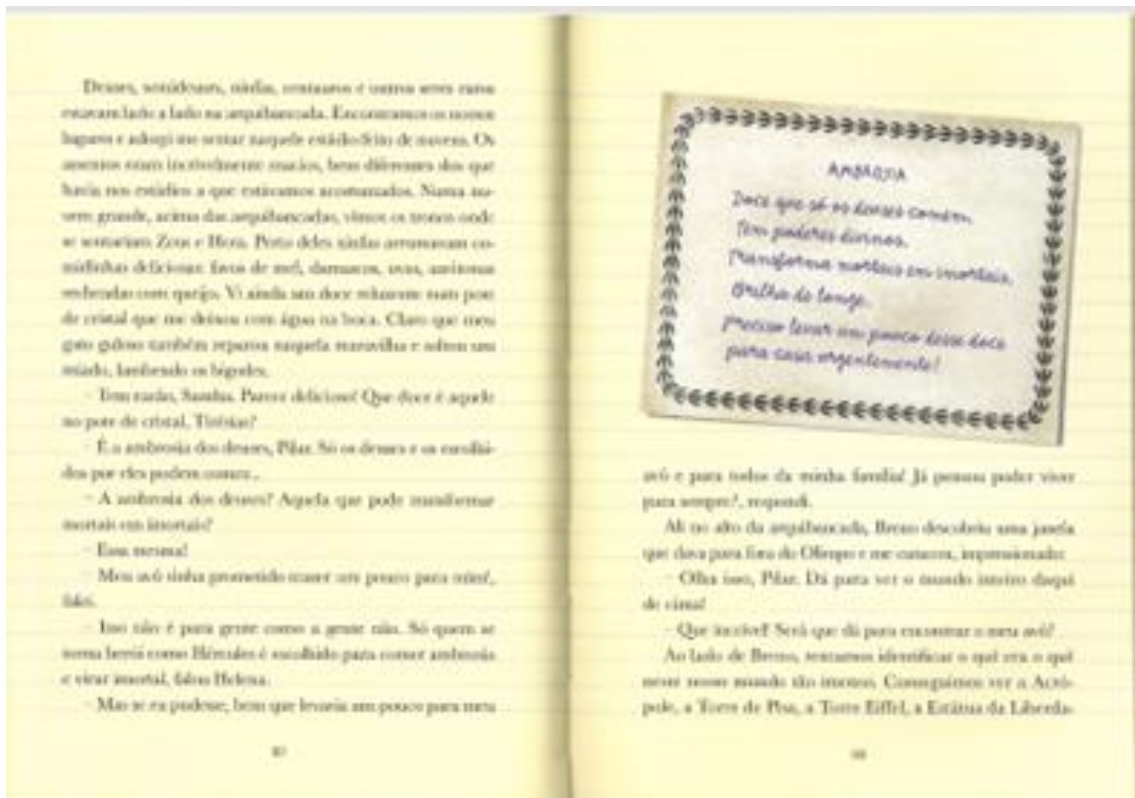 Deuses, semideuses, ninfas, centauros e outros seres raros
estavam lado a lado na arquibancada. Encontramos os nossos
lugares e adorei me sentar naquele estádio feito de nuvens. Os
assentos eram incrivelmente macios, bem diferentes dos que
havia nos estádios a que estávamos acostumados. Numa nu-
vem grande, acima das arquibancadas, vimos os tronos onde
se sentariam Zeus e Hera. Perto deles ninfas arrumavam co-
midinhas deliciosas: favos de mel, damascos, uvas, azeitonas
recheadas com queijo. Vi ainda um doce reluzente num pote
de cristal que me deixou com água na boca. Claro que meu
gato guloso também reparou naquela maravilha e soltou um
miado, lambendo os bigodes.
– Tem razão, Samba. Parece delicioso! Que doce é aquele
no pote de cristal, Tirésias?
– É a ambrosia dos deuses, Pilar. Só os deuses e os escolhi-
dos por eles podem comer...
– A ambrosia dos deuses? Aquela que pode transformar
mortais em imortais?
– Essa mesma!
– Meu avô tinha prometido trazer um pouco para mim!,
falei.
– Isso não é para gente como a gente não. Só quem se
torna herói como Hércules é escolhido para comer ambrosia
e virar imortal, falou Helena.
– Mas se eu pudesse, bem que levaria um pouco para meu
AMBROSIA
Doce que só os deuses comem.
Tem poderes divinos.
Transforma mortais em imortais.
Brilha de longe.
Preciso levar um pouco desse doce
para casa urgentemente!
avô e para todos da minha família! Já pensou poder viver
para sempre?, respondi.
Ali no alto da arquibancada, Breno descobriu uma janela
que dava para fora do Olimpo e me cutucou, impressionado:
– Olha isso, Pilar. Dá para ver o mundo inteiro daqui
de cima!
– Que incrível! Será que dá para encontrar o meu avô?
Ao lado de Breno, tentamos identificar o quê era o quê
neste nosso mundo tão imenso. Conseguimos ver a Acró-
pole, a Torre de Pisa, a Torre Eiffel, a Estátua da Liberda-